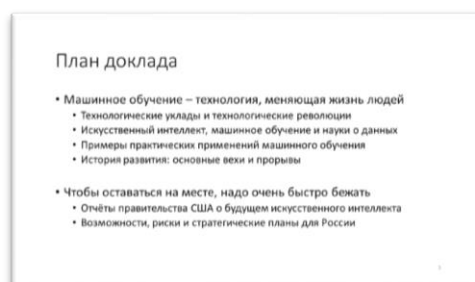 План доклада
• Машинное обучение – технология, меняющая жизнь людей
• Технологические уклады и технологические революции
• Искусственный интеллект, машинное обучение и науки о данных
• Примеры практических применений машинного обучения
• История развития: основные вехи и прорывы
• Чтобы оставаться на месте, надо очень быстро бежать
• Отчёты правительства США о будущем искусственного интеллекта
• Возможности, риски и стратегические планы для России